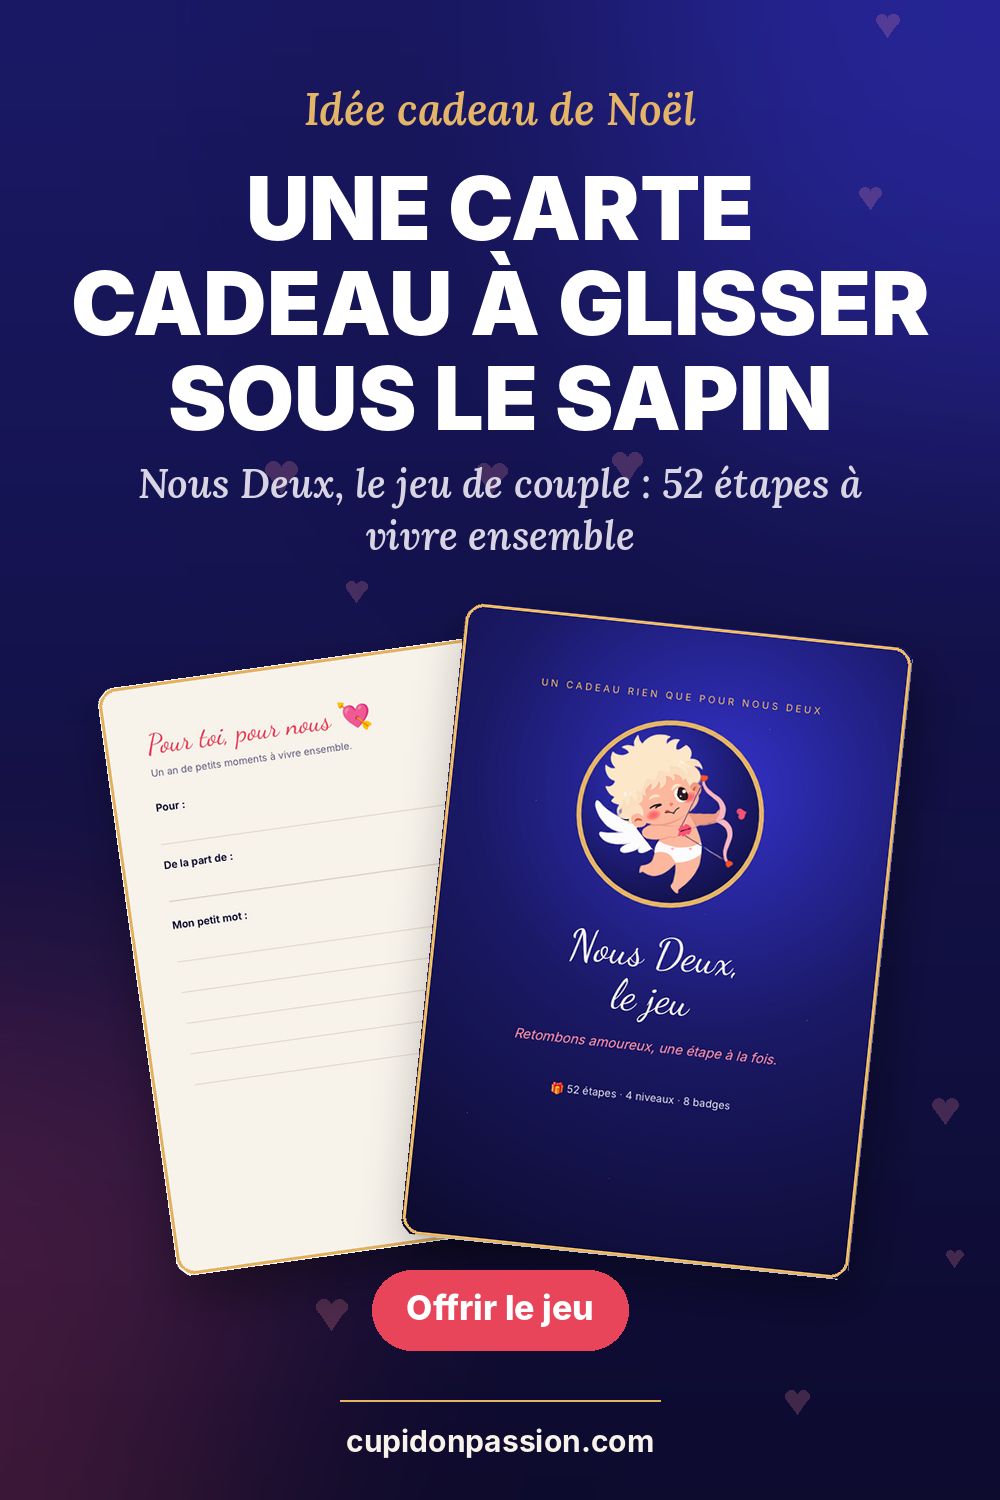 Idée cadeau de Noël
UNE CARTE
CADEAU À GLISSER
SOUS LE SAPIN
Nous Deux, le jeu de couple : 52 étapes à
vivre ensemble
Pour toi, pour nous 💘
Un an de petits moments à vivre ensemble.
Pour :
De la part de :
Mon petit mot :
UN CADEAU RIEN QUE POUR NOUS DEUX
Nous Deux,
le jeu
Retombons amoureux, une étape à la fois.
🎁 52 étapes · 4 niveaux · 8 badges
Offrir le jeu
cupidonpassion.com